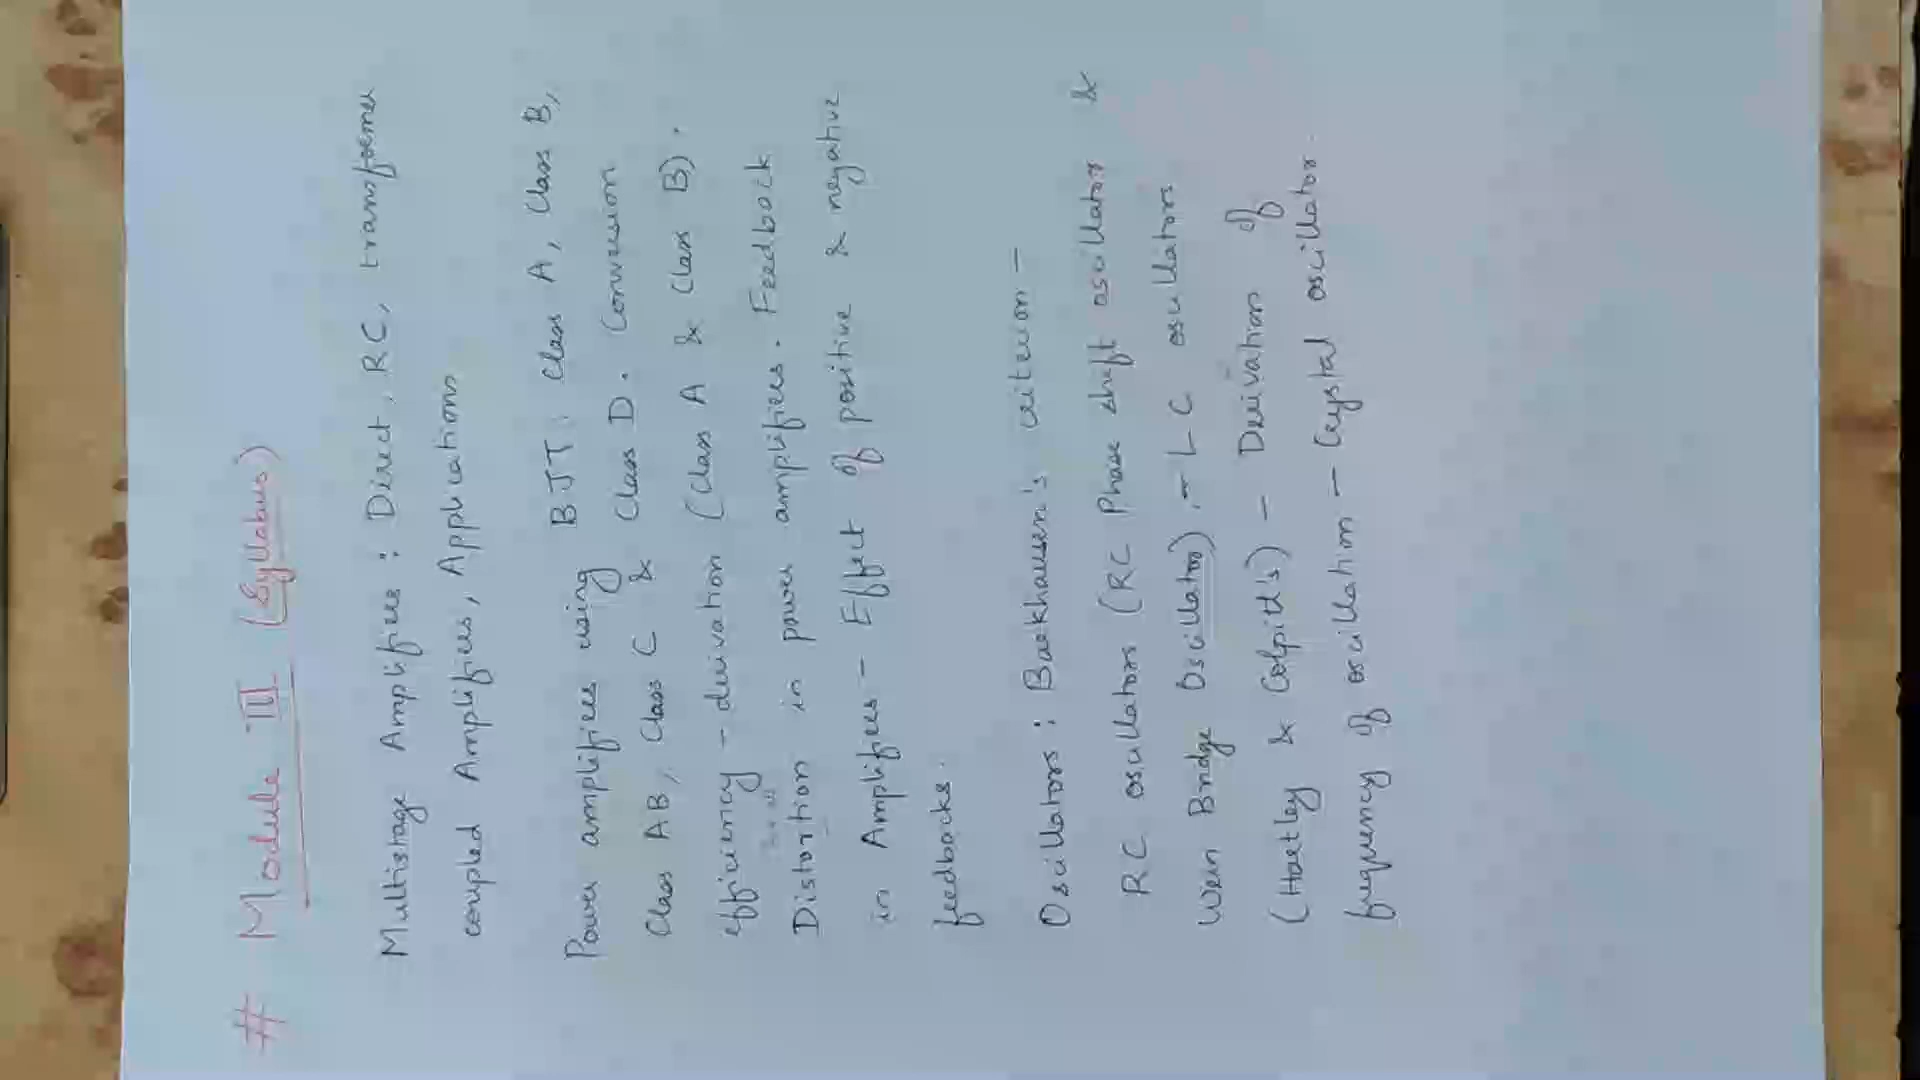 # Module III (Syllabus)
Multistage Amplifiers : Direct, RC, transformer
coupled Amplifiers, Applications
Power amplifiers using BJT : Class A, Class B,
Class AB, Class C & Class D. Conversion
efficiency - derivation (Class A & Class B).
Distortion in power amplifiers. Feedback
in Amplifiers - Effect of positive & negative
feedbacks.
Oscillators : Barkhausen's criterion -
RC oscillators (RC Phase shift oscillator &
Wein Bridge Oscillator). - LC oscillators
(Hartley & Colpitt's) - Derivation of
frequency of oscillation - Crystal oscillator.